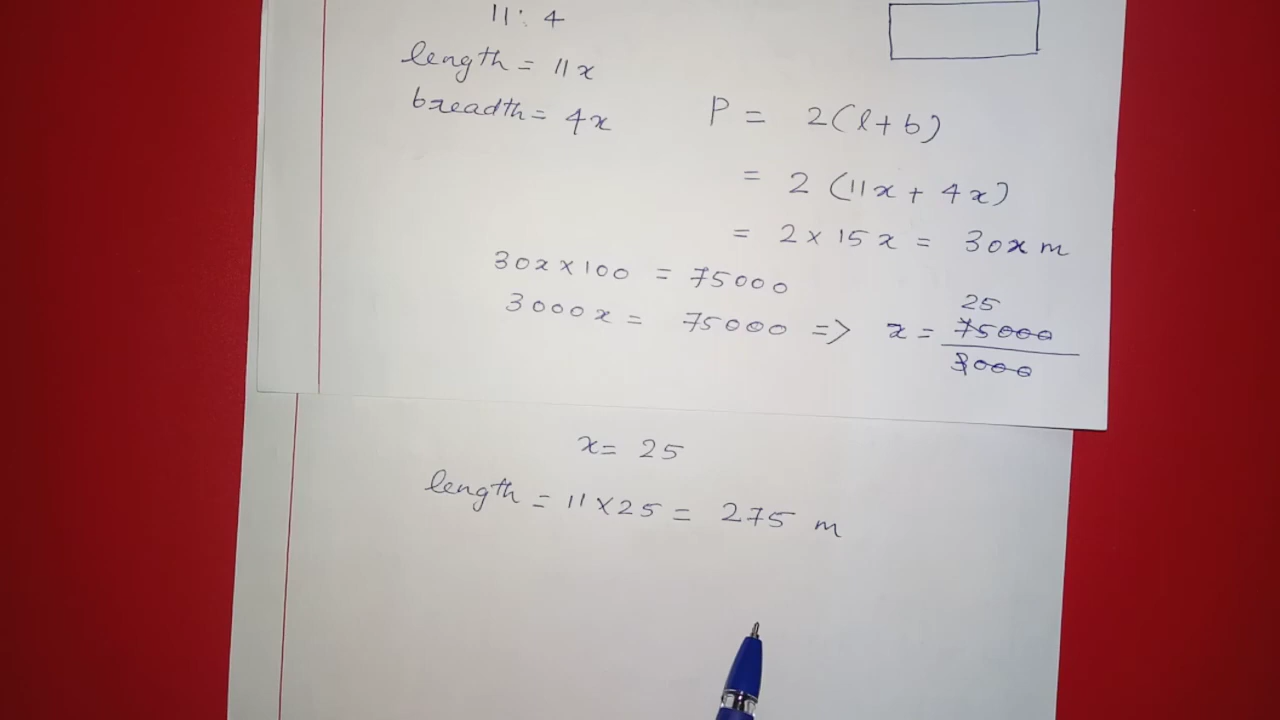 11 : 4
length = 11x
breadth = 4x
P = 2(l+b)
= 2 (11x + 4x)
= 2 × 15x = 30x m
30x × 100 = 75000
3000x = 75000 => x = 75000/3000
25
x = 25
length = 11 × 25 = 275 m